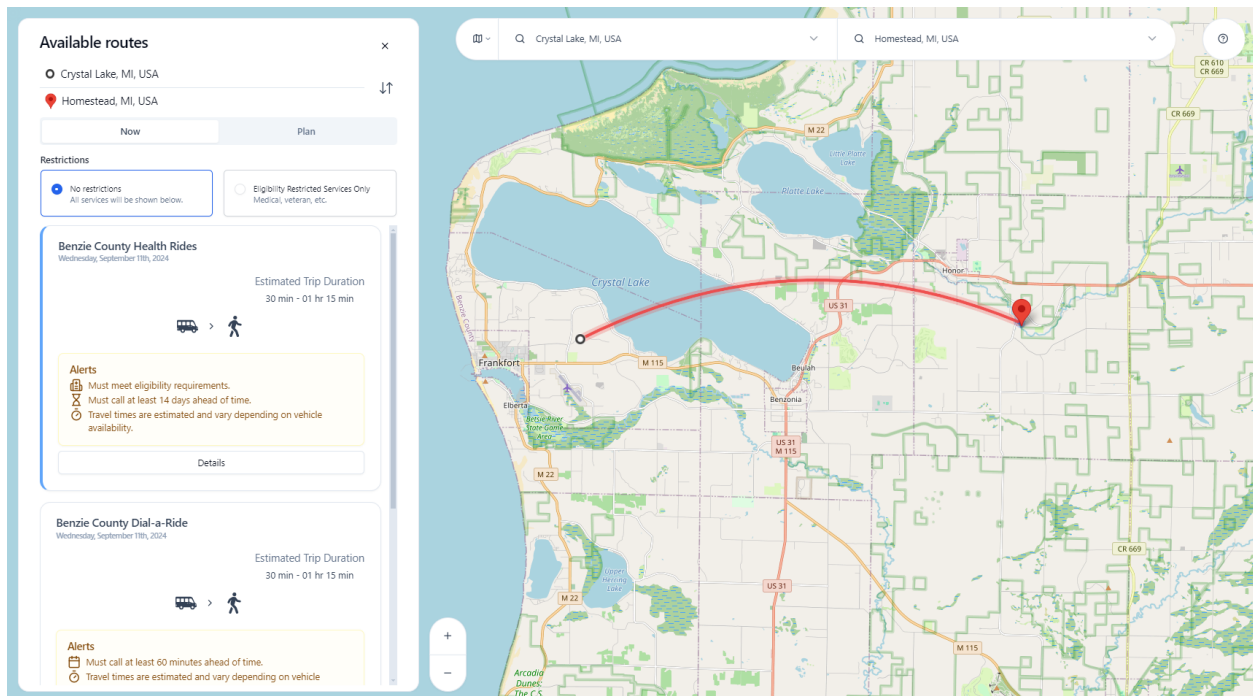 Available routes
Crystal Lake, MI, USA
Homestead, MI, USA
Now
Plan
Restrictions
No restrictions
All services will be shown below.
Eligibility Restricted Services Only
Medical, veteran, etc.
Benzie County Health Rides
Wednesday, September 11th, 2024
Estimated Trip Duration
30 min - 01 hr 15 min
Alerts
Must meet eligibility requirements.
Must call at least 14 days ahead of time.
Travel times are estimated and vary depending on vehicle
availability.
Details
Benzie County Dial-a-Ride
Wednesday, September 11th, 2024
Estimated Trip Duration
30 min - 01 hr 15 min
Alerts
Must call at least 60 minutes ahead of time.
Travel times are estimated and vary depending on vehicle
Crystal Lake, MI, USA
Homestead, MI, USA
CR 610
CR 669
CR 669
M 22
Little Platte
Lake
Platte Lake
Honor
Crystal Lake
US 31
Benzie County
M 115
Frankfort
Beulah
Elberta
Benzonia
Betsie River
State Game
Area
US 31
M 115
M 22
CR 669
Upper
Herring
Lake
US 31
M 22
M 115
Arcadia
Dunes:
The C.S.